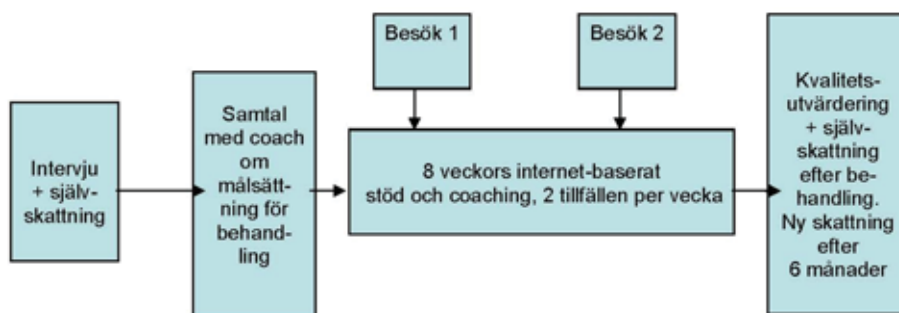 Intervju
+ själv-
skattning
Samtal
med coach
om
målsätt-
ning för
behand-
ling
Besök 1
Besök 2
8 veckors internet-baserat
stöd och coaching, 2 tillfällen per vecka
Kvalitets-
utvärdering
+ själv-
skattning
efter be-
handling.
Ny skattning
efter
6 månader